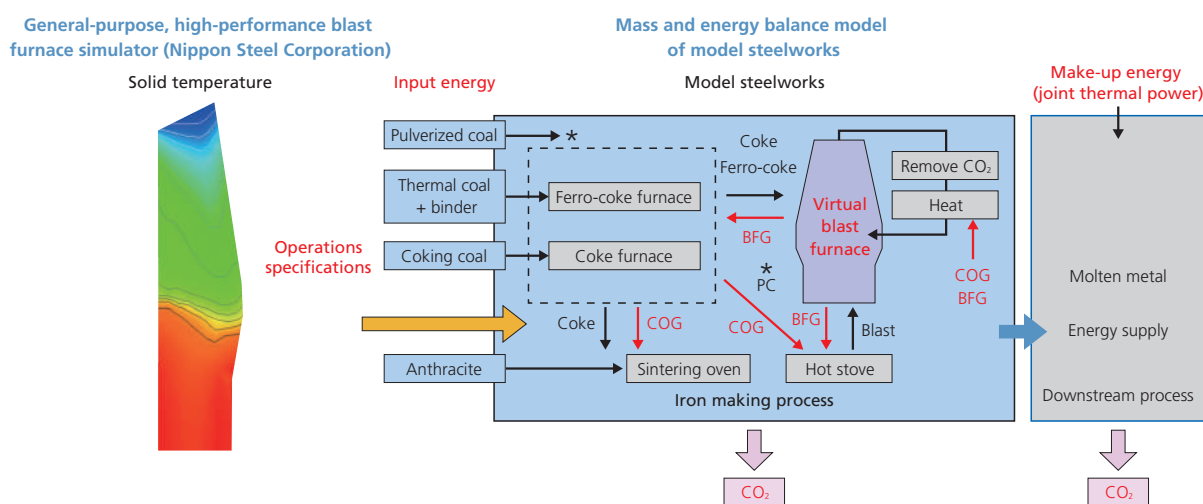 General-purpose, high-performance blast
furnace simulator (Nippon Steel Corporation)
Solid temperature
Operations
specifications
Mass and energy balance model
of model steelworks
Input energy
Model steelworks
Make-up energy
(joint thermal power)
Pulverized coal
*
Thermal coal
+ binder
Coking coal
Anthracite
Ferro-coke furnace
Coke furnace
Coke
Ferro-coke
BFG
Virtual
blast
furnace
Remove CO₂
Heat
COG
BFG
*
PC
Coke
COG
COG
BFG
Blast
Sintering oven
Hot stove
Iron making process
Molten metal
Energy supply
Downstream process
CO₂
CO₂